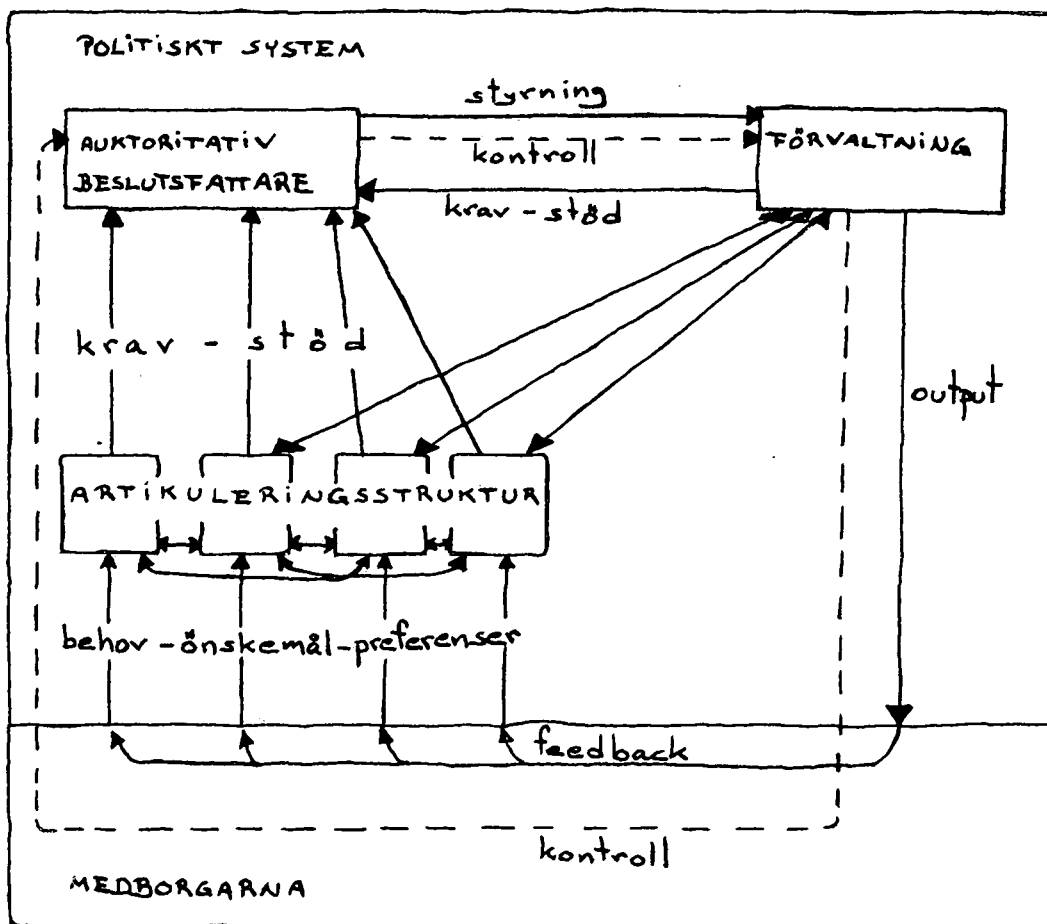 POLITISKT SYSTEM
styrning
AUKTORITATIV
BESLUTSFATTARE
kontroll
FÖRVALTNING
krav - stöd
krav - stöd
output
ARTIKULERINGSSTRUKTUR
behov - önskemål - preferenser
feedback
kontroll
MEDBORGARNA